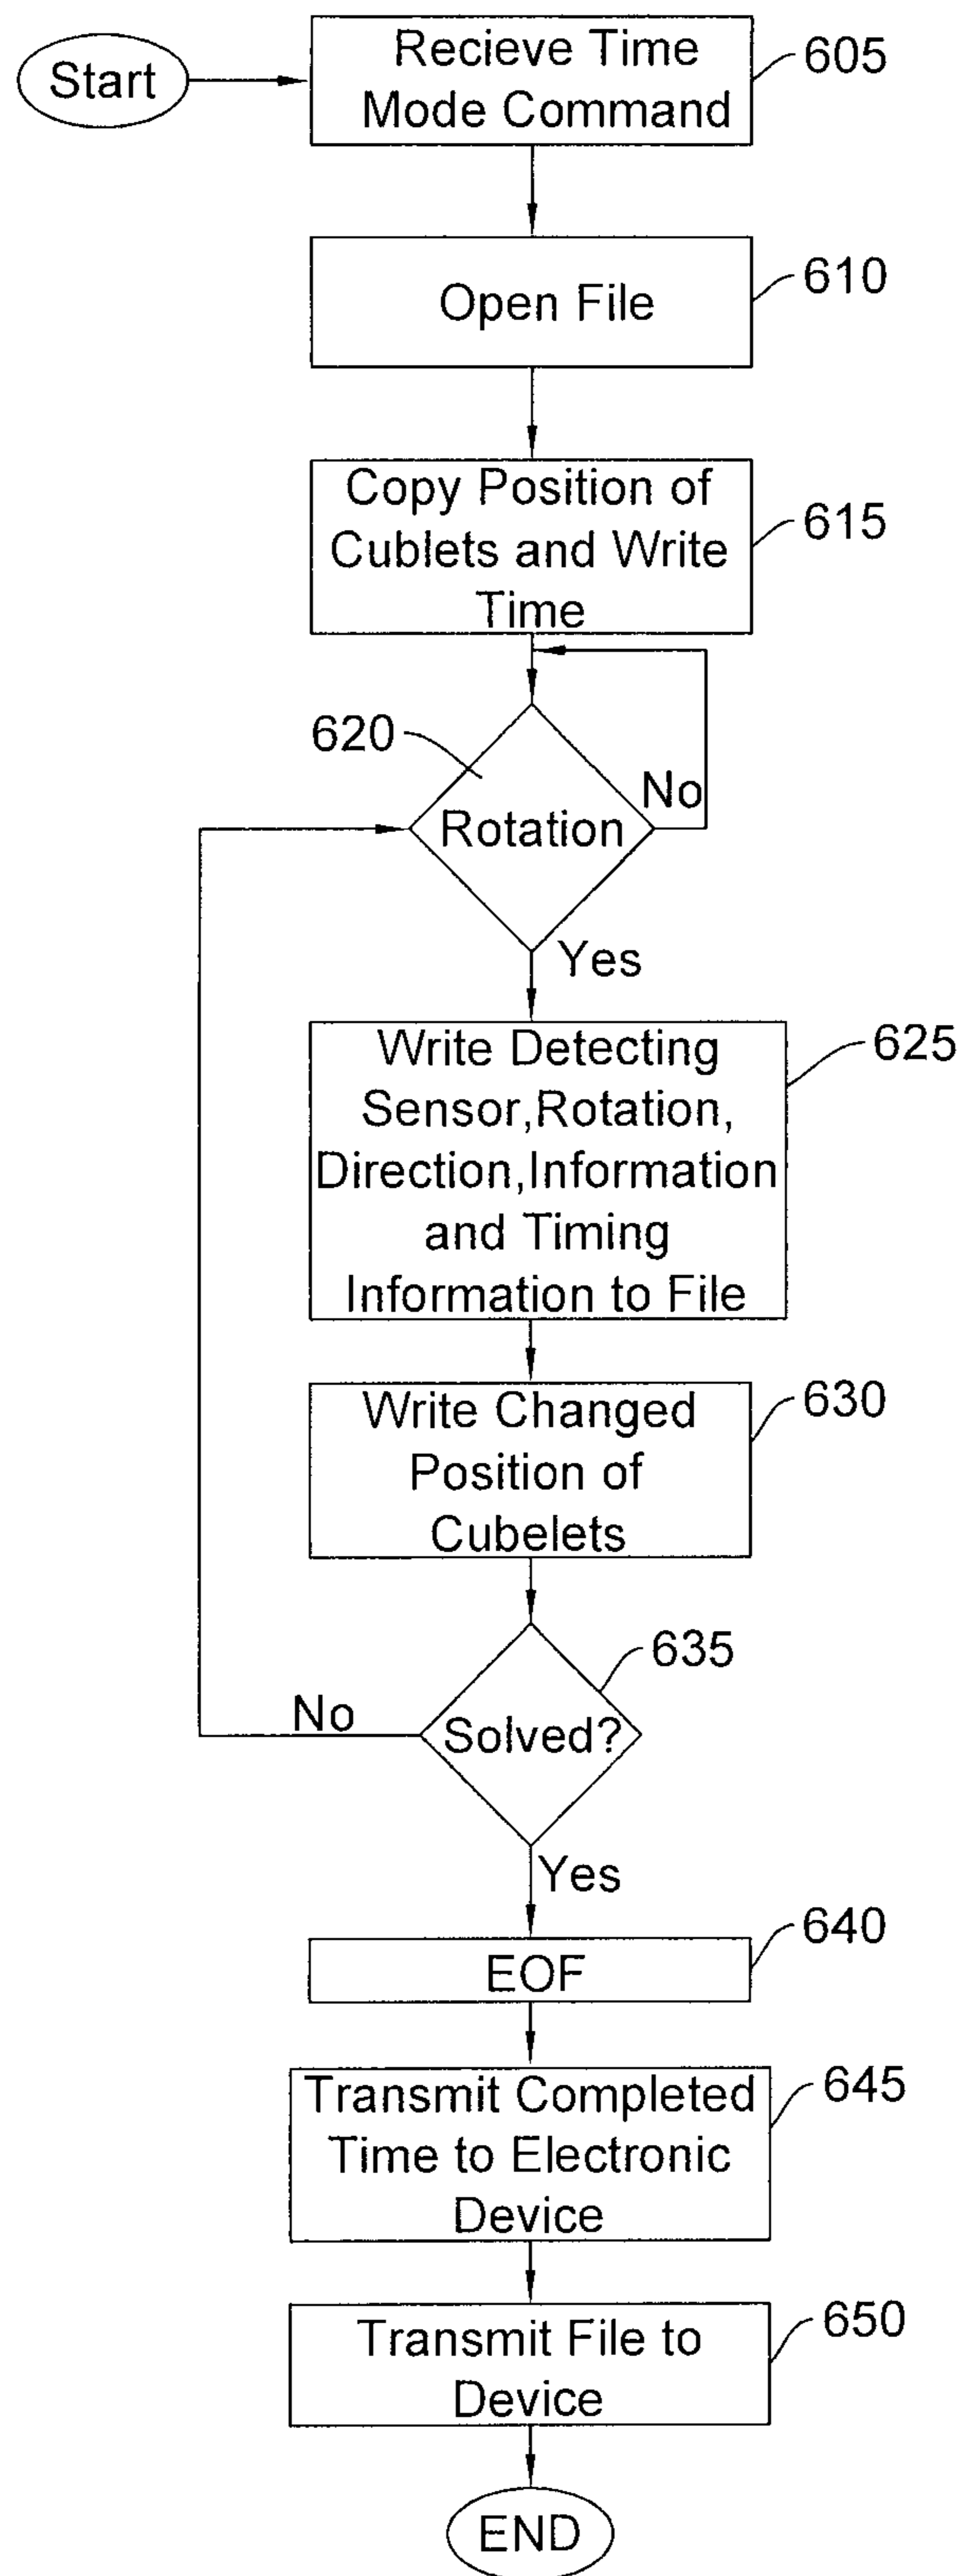 Start
Recieve Time
Mode Command
605
Open File
610
Copy Position of
Cublets and Write
Time
615
620
Rotation
No
Yes
Write Detecting
Sensor,Rotation,
Direction,Information
and Timing
Information to File
625
Write Changed
Position of
Cubelets
630
635
Solved?
No
Yes
EOF
640
Transmit Completed
Time to Electronic
Device
645
Transmit File to
Device
650
END